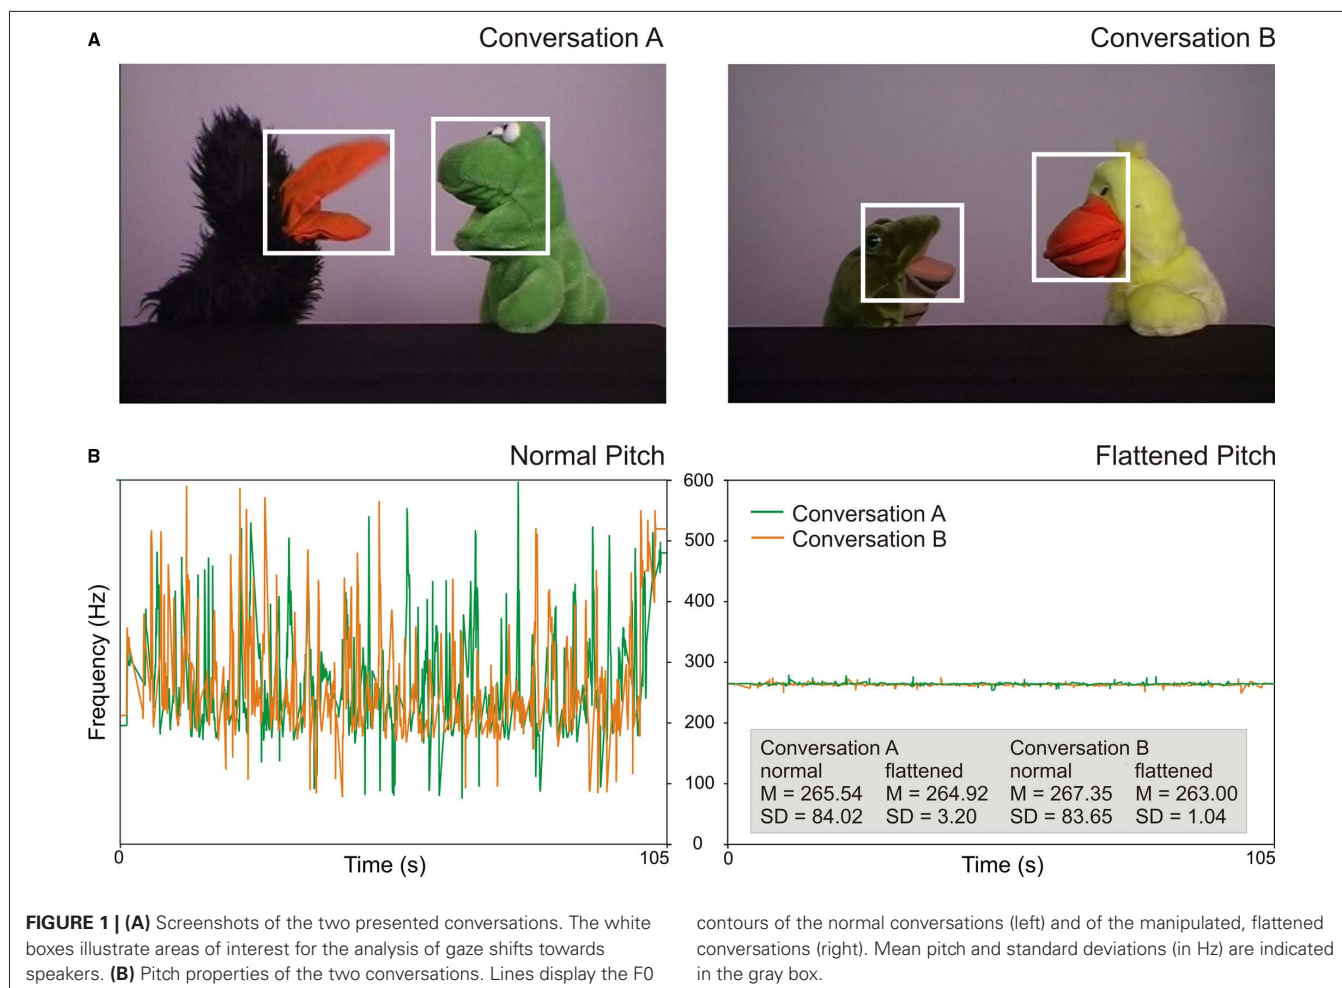 A
Conversation A
Conversation B
B
Normal Pitch
Flattened Pitch
Frequency (Hz)
600
500
400
300
200
100
0
Conversation A
Conversation B
Conversation A
Conversation B
normal
flattened
normal
flattened
M = 265.54
M = 264.92
M = 267.35
M = 263.00
SD = 84.02
SD = 3.20
SD = 83.65
SD = 1.04
0
Time (s)
105
0
Time (s)
105
FIGURE 1 | (A) Screenshots of the two presented conversations. The white
boxes illustrate areas of interest for the analysis of gaze shifts towards
speakers. (B) Pitch properties of the two conversations. Lines display the F0
contours of the normal conversations (left) and of the manipulated, flattened
conversations (right). Mean pitch and standard deviations (in Hz) are indicated
in the gray box.